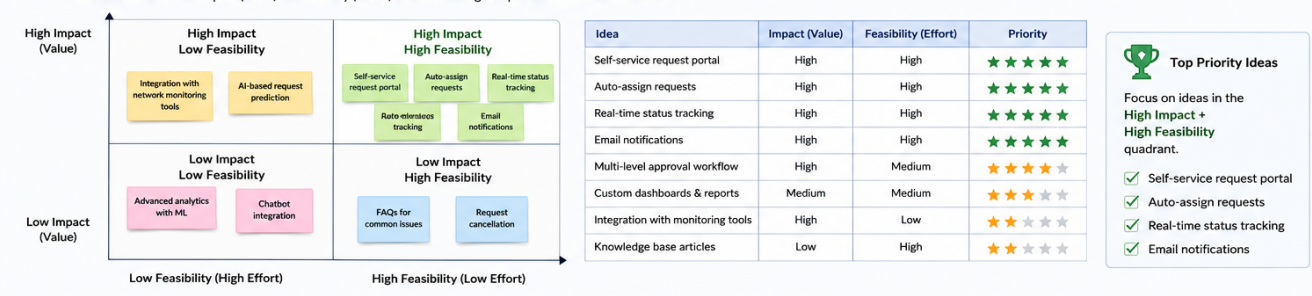 High Impact
(Value)
High Impact
Low Feasibility
High Impact
High Feasibility
Integration with
network monitoring
tools
AI-based request
prediction
Self-service
request portal
Auto-assign
requests
Real-time status
tracking
tracking
Email
notifications
Low Impact
Low Feasibility
Low Impact
High Feasibility
Advanced analytics
with ML
Chatbot
integration
FAQs for
common issues
Request
cancellation
Low Impact
(Value)
Low Feasibility (High Effort)
High Feasibility (Low Effort)
Idea Impact (Value) Feasibility (Effort) Priority
Self-service request portal High High
Auto-assign requests High High
Real-time status tracking High High
Email notifications High High
Multi-level approval workflow High Medium
Custom dashboards & reports Medium Medium
Integration with monitoring tools High Low
Knowledge base articles Low High
Top Priority Ideas
Focus on ideas in the
High Impact +
High Feasibility
quadrant.
Self-service request portal
Auto-assign requests
Real-time status tracking
Email notifications